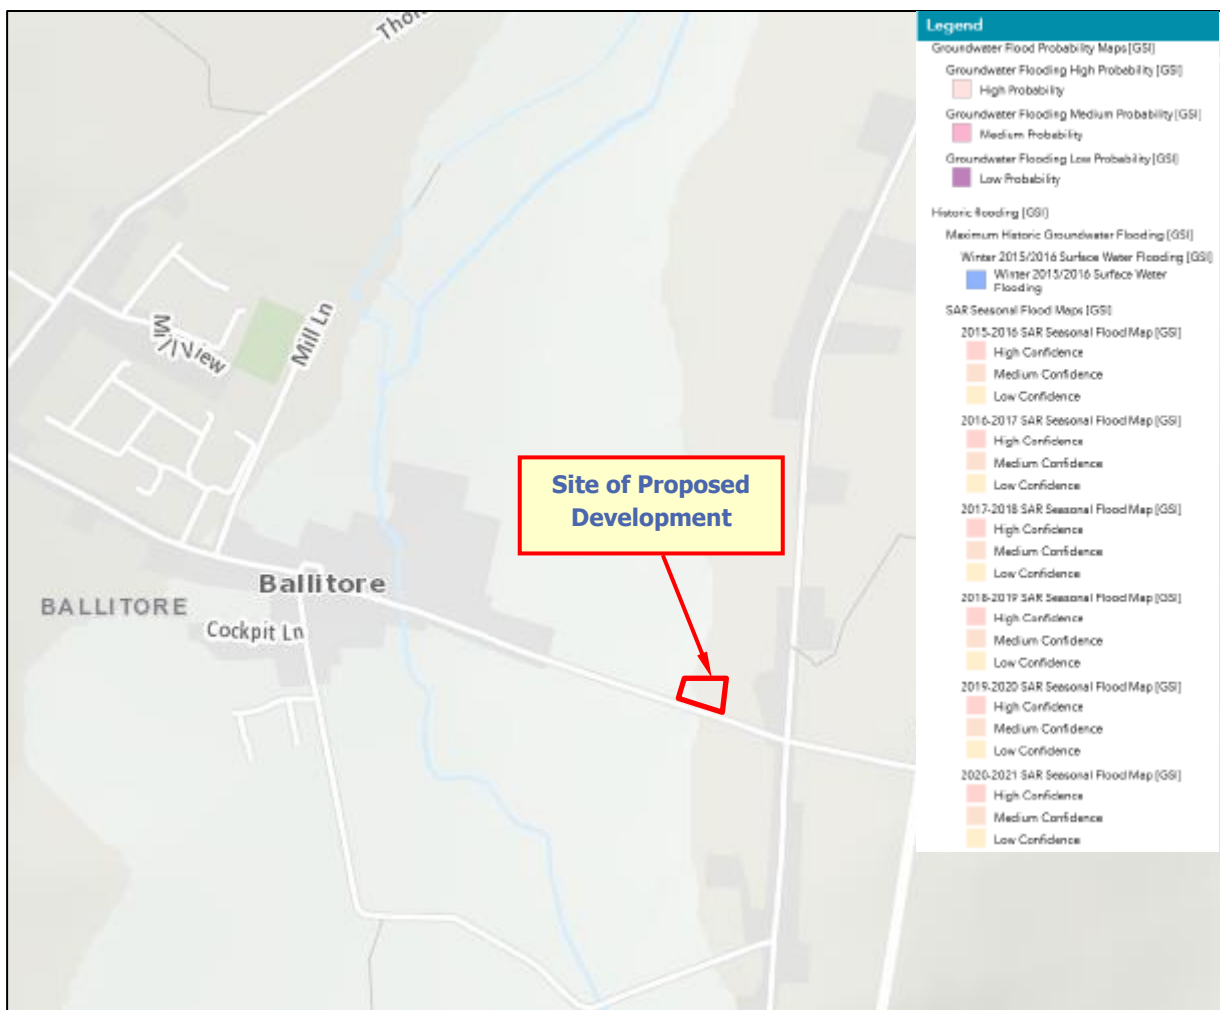 Thor
Mill View
Mill Ln
Ballitore
BALLITORE
Cockpit Ln
Site of Proposed
Development
Legend
Groundwater Flood Probability Maps [GSI]
Groundwater Flooding High Probability [GSI]
High Probability
Groundwater Flooding Medium Probability [GSI]
Medium Probability
Groundwater Flooding Low Probability [GSI]
Low Probability
Historic flooding [GSI]
Maximum Historic Groundwater Flooding [GSI]
Winter 2015/2016 Surface Water Flooding [GSI]
Winter 2015/2016 Surface Water
Flooding
SAR Seasonal Flood Maps [GSI]
2015-2016 SAR Seasonal Flood Map [GSI]
High Confidence
Medium Confidence
Low Confidence
2016-2017 SAR Seasonal Flood Map [GSI]
High Confidence
Medium Confidence
Low Confidence
2017-2018 SAR Seasonal Flood Map [GSI]
High Confidence
Medium Confidence
Low Confidence
2018-2019 SAR Seasonal Flood Map [GSI]
High Confidence
Medium Confidence
Low Confidence
2019-2020 SAR Seasonal Flood Map [GSI]
High Confidence
Medium Confidence
Low Confidence
2020-2021 SAR Seasonal Flood Map [GSI]
High Confidence
Medium Confidence
Low Confidence